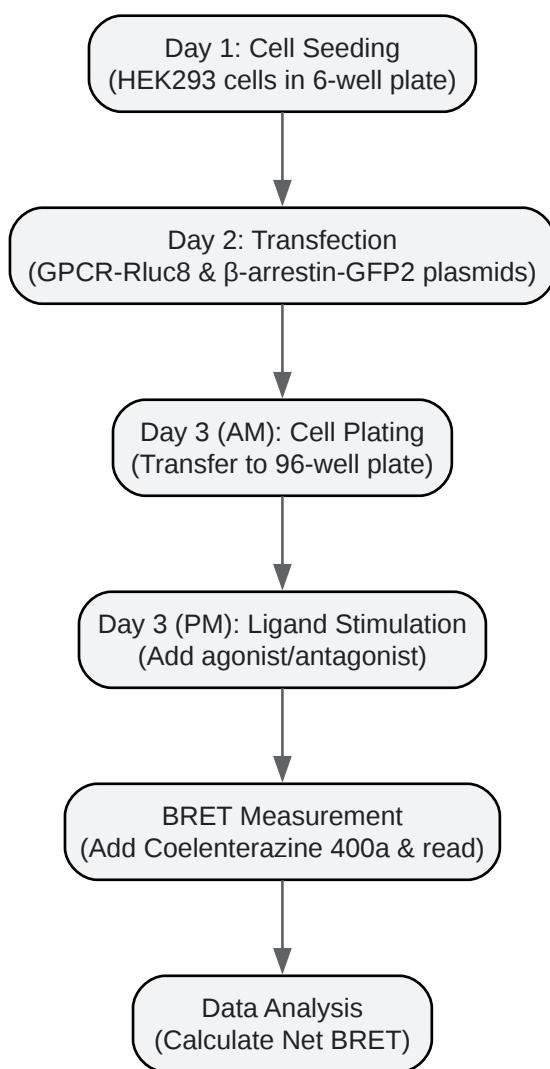 Day 1: Cell Seeding
(HEK293 cells in 6-well plate)
Day 2: Transfection
(GPCR-Rluc8 & β-arrestin-GFP2 plasmids)
Day 3 (AM): Cell Plating
(Transfer to 96-well plate)
Day 3 (PM): Ligand Stimulation
(Add agonist/antagonist)
BRET Measurement
(Add Coelenterazine 400a & read)
Data Analysis
(Calculate Net BRET)